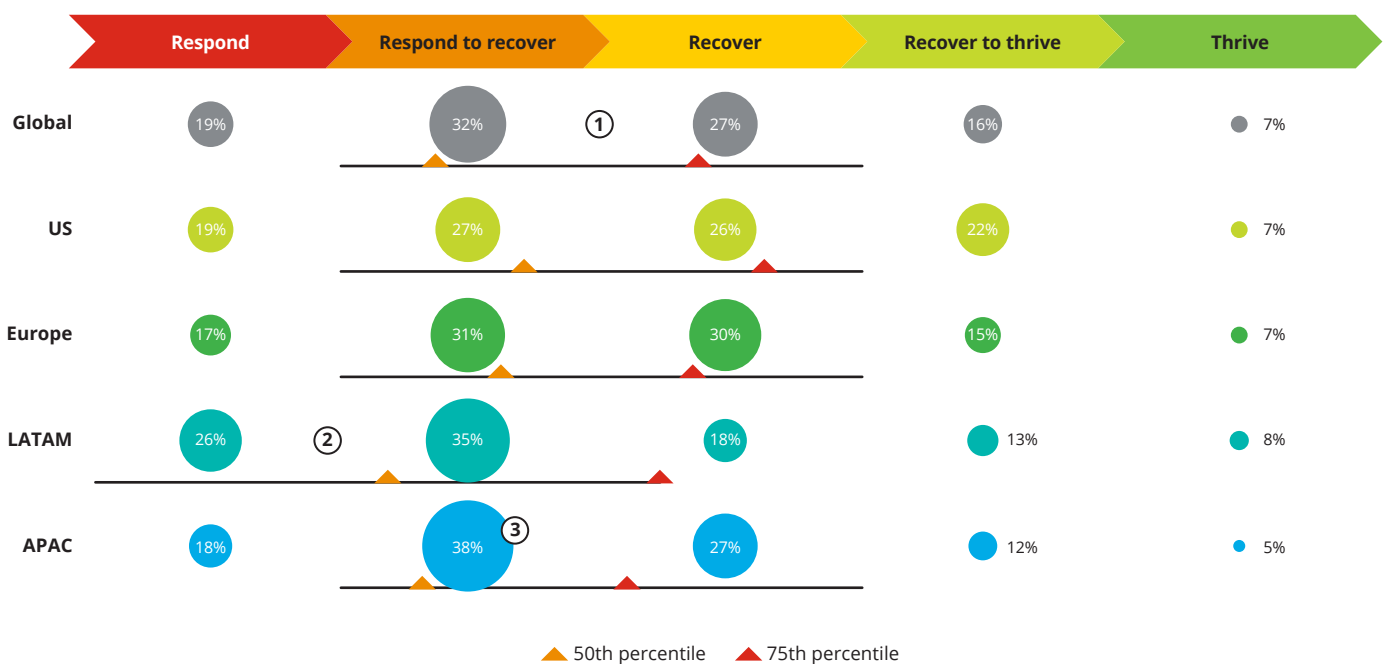 Respond Respond to recover Recover Recover to thrive Thrive
Global 19% 32% 1 27% 16% 7%
US 19% 27% 26% 22% 7%
Europe 17% 31% 30% 15% 7%
LATAM 26% 2 35% 18% 13% 8%
APAC 18% 38% 3 27% 12% 5%
50th percentile 75th percentile